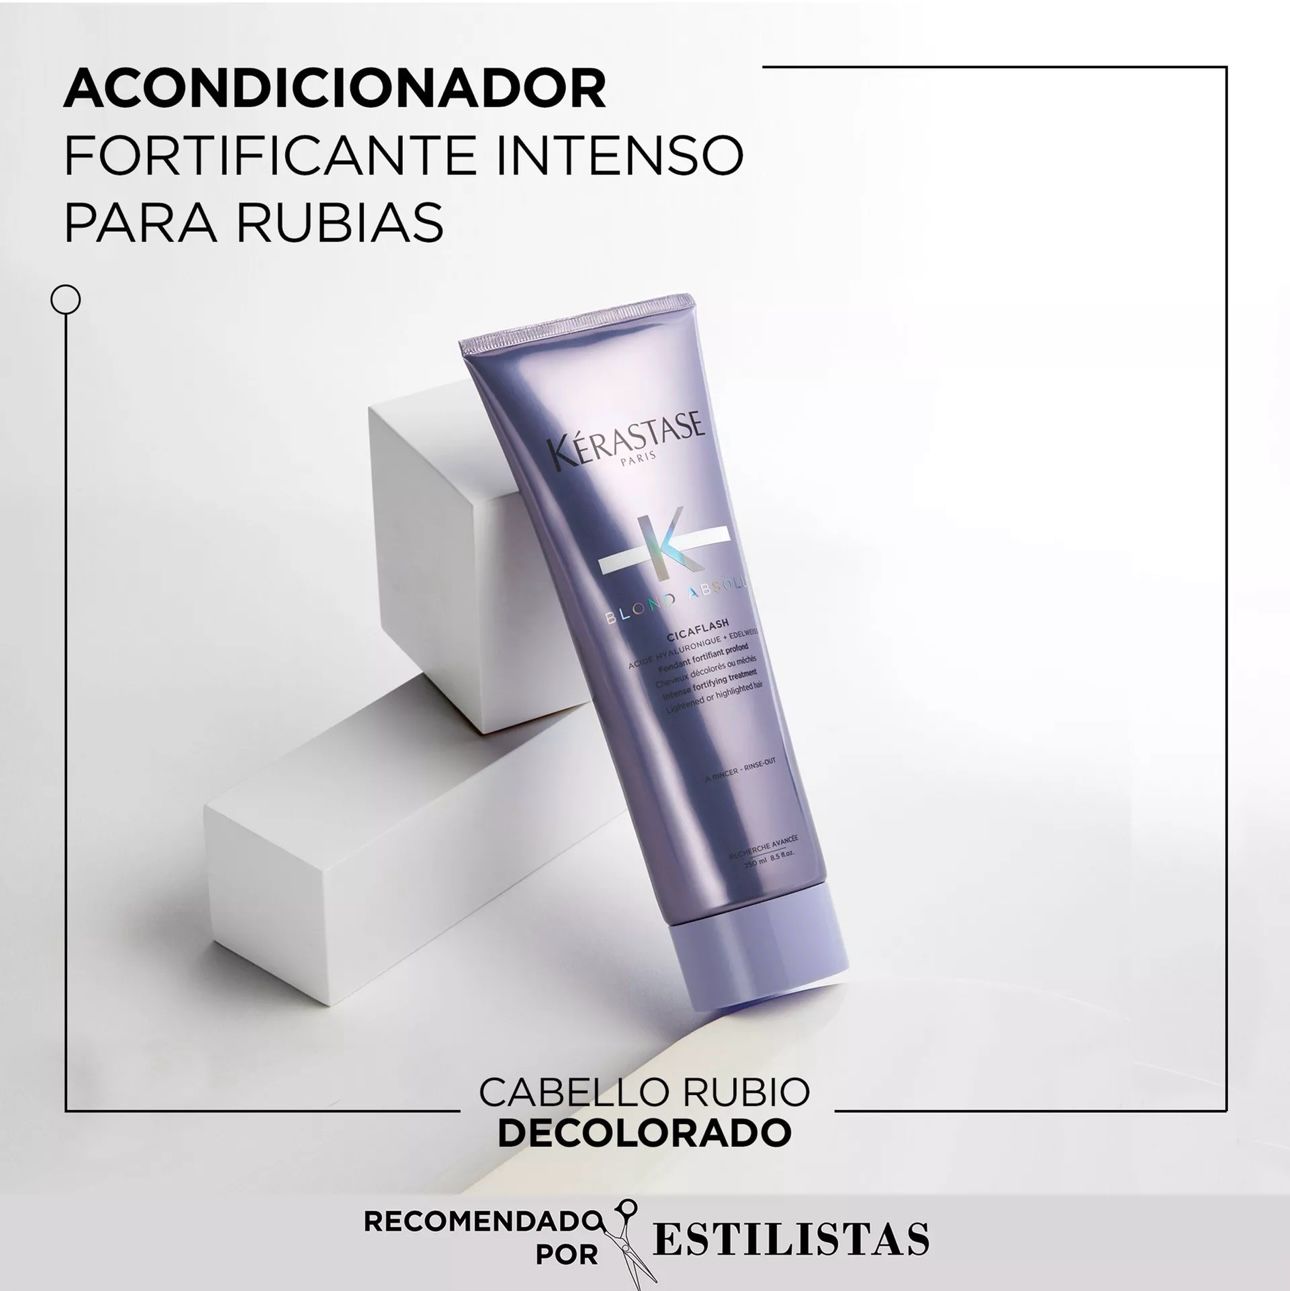 ACONDICIONADOR
FORTIFICANTE INTENSO
PARA RUBIAS
KÉRASTASE
PARIS
K
BLOND ABSOLU
CICAFLASH
ACIDE HYALURONIQUE + EDELWEISS
Fondant fortifiant profond
Cheveux décolorés ou méchés
Intense fortifying treatment
Lightened or highlighted hair
À RINCER - RINSE-OUT
RECHERCHE AVANCÉE
250 ml 8.5 fl.oz.
CABELLO RUBIO
DECOLORADO
RECOMENDADO
POR
ESTILISTAS